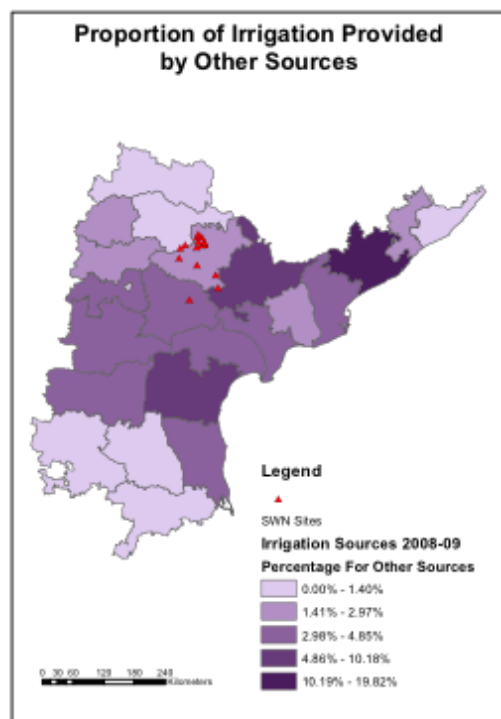 Proportion of Irrigation Provided
by Other Sources
Legend
SWN Sites
Irrigation Sources 2008-09
Percentage For Other Sources
0.00% - 1.40%
1.41% - 2.97%
2.98% - 4.85%
4.86% - 10.18%
10.19% - 19.82%
0 30 60 120 180 240
Kilometers